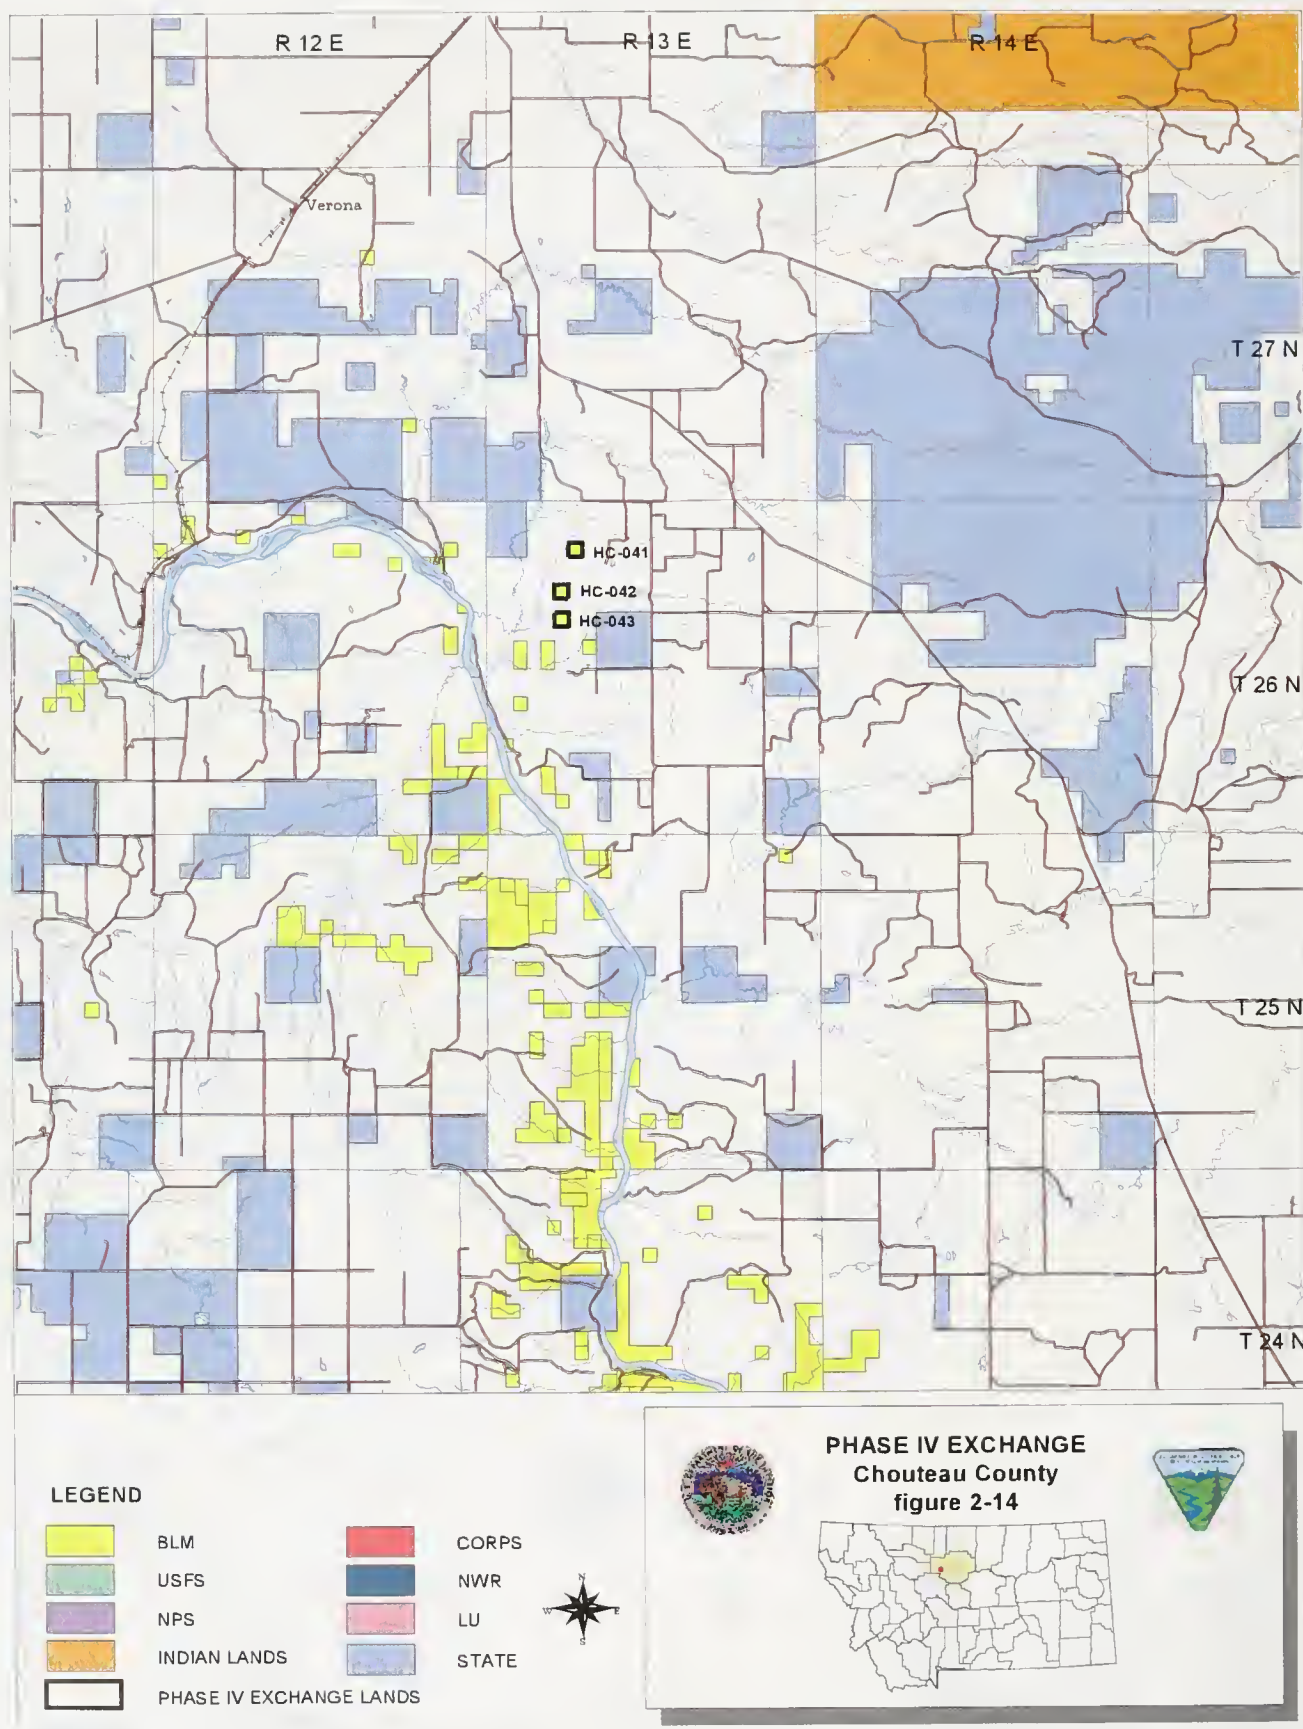 R 12 E
R 13 E
R 14 E
Verona
T 27 N
HC-041
HC-042
HC-043
T 26 N
T 25 N
T 24 N
LEGEND
BLM
USFS
NPS
INDIAN LANDS
PHASE IV EXCHANGE LANDS
CORPS
NWR
LU
STATE
N
W
E
S
PHASE IV EXCHANGE
Chouteau County
figure 2-14